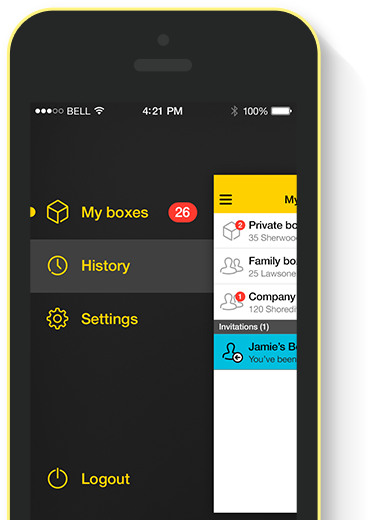 BELL 4:21 PM 100%
My boxes 26
History
Settings
Logout
My
2 Private bo
35 Sherwoo
Family bo
25 Lawsone
1 Company
120 Shoredi
Invitations (1)
Jamie's B
You've been